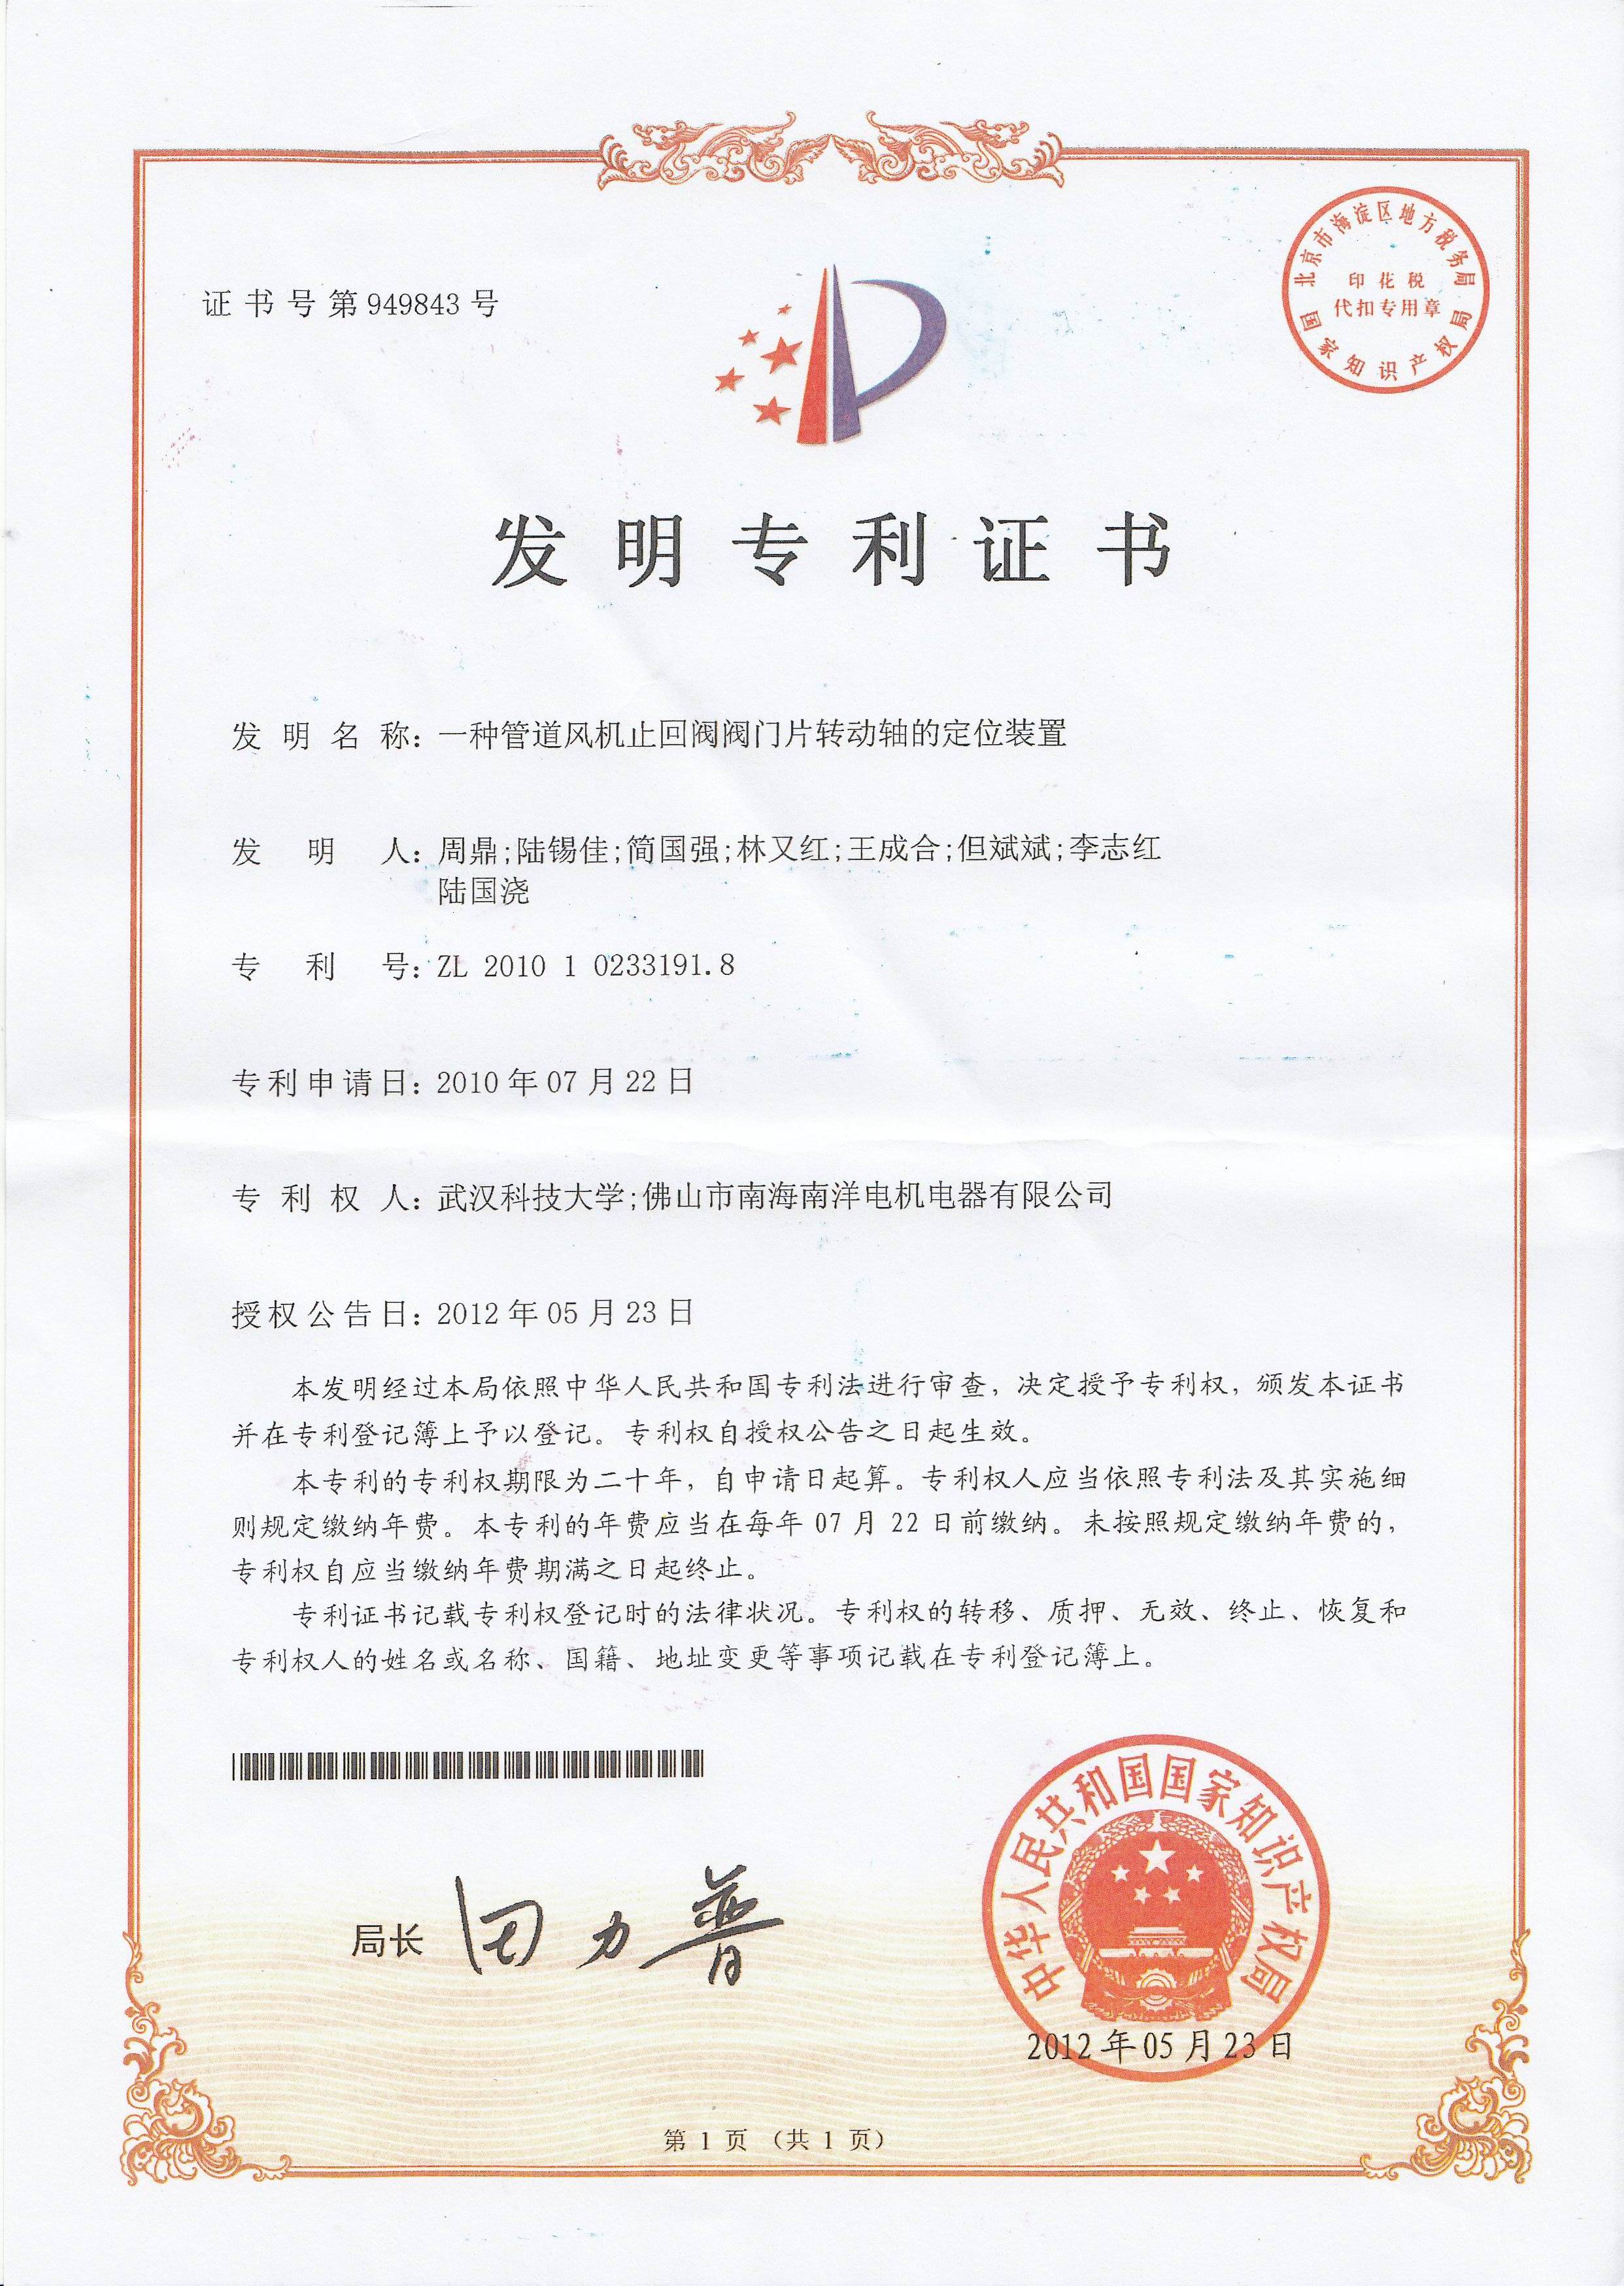 证书号第949843号
北京市海淀区地方税务局
印花税
代扣专用章
国家知识产权局
发明专利证书
发明名称：一种管道风机止回阀阀门片转动轴的定位装置
发明人：周鼎;陆锡佳;简国强;林又红;王成合;但斌斌;李志红
陆国浇
专利号：ZL 2010 1 0233191.8
专利申请日：2010年07月22日
专利权人：武汉科技大学;佛山市南海南洋电机电器有限公司
授权公告日：2012年05月23日
本发明经过本局依照中华人民共和国专利法进行审查，决定授予专利权，颁发本证书
并在专利登记簿上予以登记。专利权自授权公告之日起生效。
本专利的专利权期限为二十年，自申请日起算。专利权人应当依照专利法及其实施细
则规定缴纳年费。本专利的年费应当在每年07月22日前缴纳。未按照规定缴纳年费的，
专利权自应当缴纳年费期满之日起终止。
专利证书记载专利权登记时的法律状况。专利权的转移、质押、无效、终止、恢复和
专利权人的姓名或名称、国籍、地址变更等事项记载在专利登记簿上。
局长 田力普
中华人民共和国国家知识产权局
2012年05月23日
第1页（共1页）